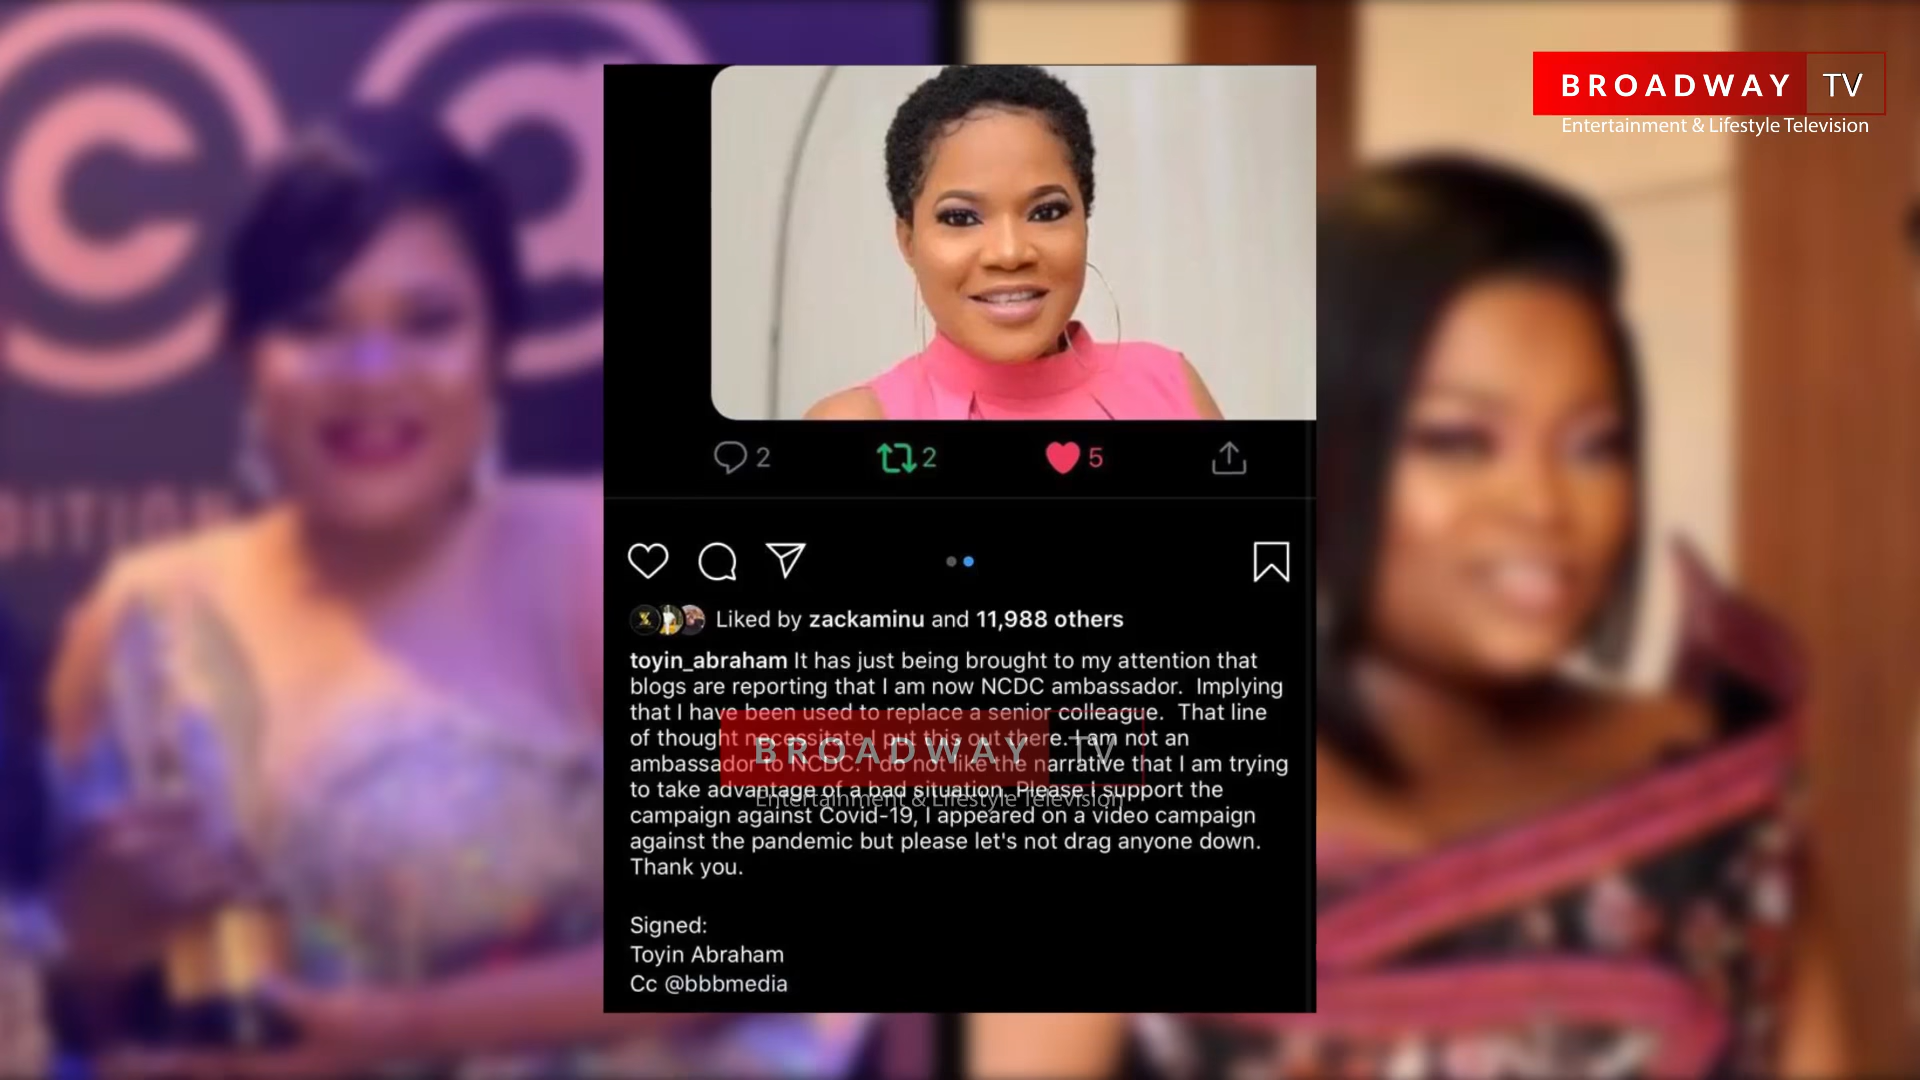 BROADWAY TV
Entertainment & Lifestyle Television
2
2
5
Liked by zackaminu and 11,988 others
toyin_abraham It has just being brought to my attention that
blogs are reporting that I am now NCDC ambassador. Implying
that I have been used to replace a senior colleague. That line
of thought necessitate I put this out there. I am not an
ambassador to NCDC. I do not like the narrative that I am trying
to take advantage of a bad situation. Please I support the
campaign against Covid-19, I appeared on a video campaign
against the pandemic but please let's not drag anyone down.
Thank you.
Signed:
Toyin Abraham
Cc @bbbmedia
BROADWAY TV
Entertainment & Lifestyle Television